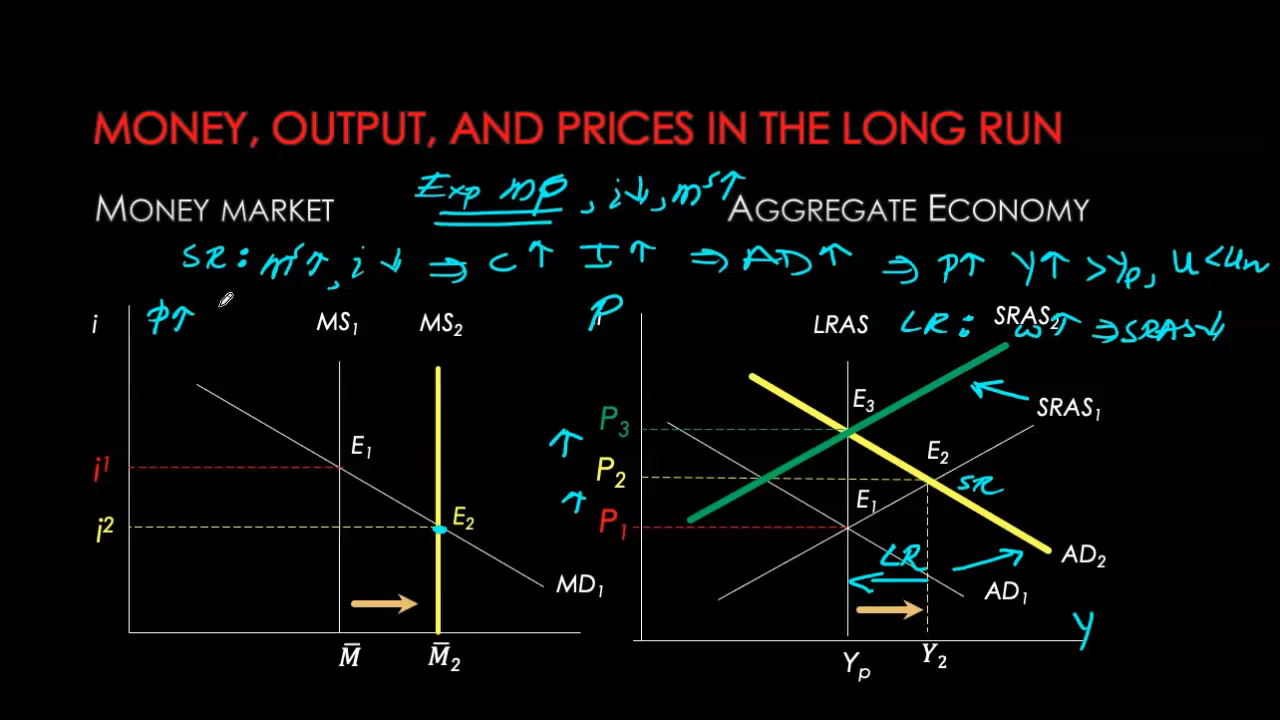 MONEY, OUTPUT, AND PRICES IN THE LONG RUN
Exp MP, i↓, mˢ↑
MONEY MARKET
AGGREGATE ECONOMY
SR: mˢ↑, i↓ ⇒ C↑ I↑ ⇒ AD↑ ⇒ P↑ Y↑ > Yp, u < un
i P↑ MS₁ MS₂
P LRAS LR: w↑ ⇒ SRAS↓
SRAS₂
E₃ SRAS₁
P₃
E₁ E₂
i¹ P₂ SR
E₂ E₁
i² P₁
LR AD₂
MD₁ AD₁
Y
M̅ M̅₂ Yp Y₂